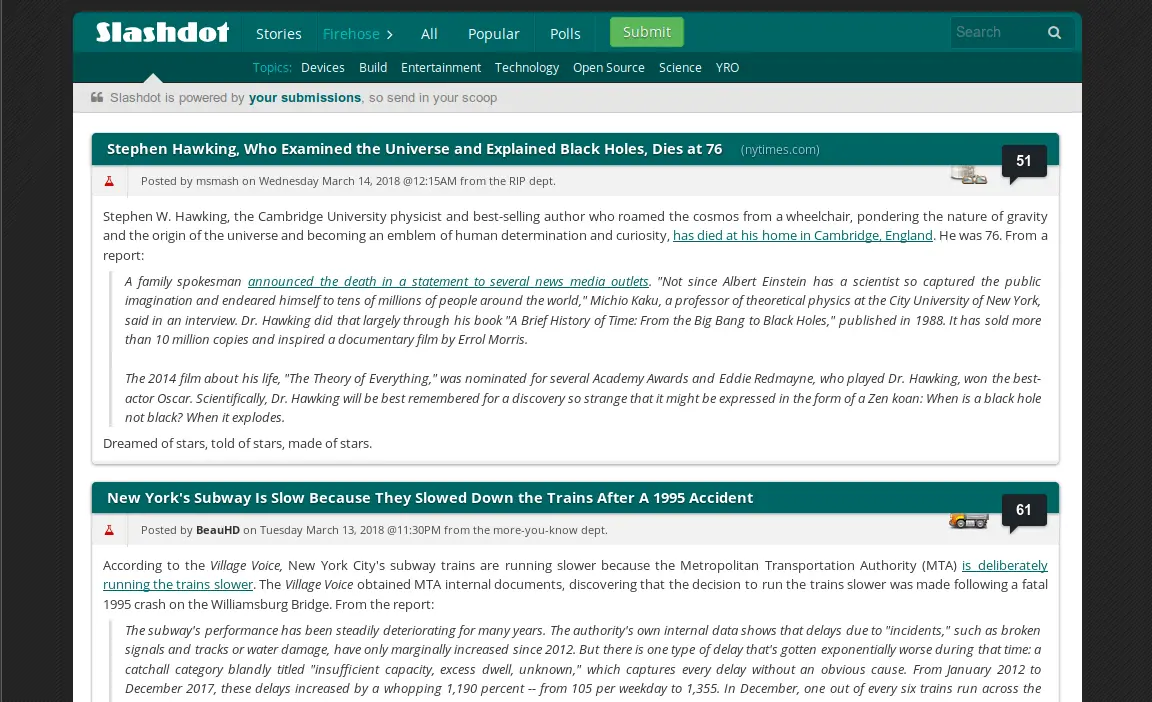 Slashdot Stories Firehose > All Popular Polls Submit Search
Topics: Devices Build Entertainment Technology Open Source Science YRO
Slashdot is powered by your submissions, so send in your scoop
Stephen Hawking, Who Examined the Universe and Explained Black Holes, Dies at 76 (nytimes.com) 51
Posted by msmash on Wednesday March 14, 2018 @12:15AM from the RIP dept.
Stephen W. Hawking, the Cambridge University physicist and best-selling author who roamed the cosmos from a wheelchair, pondering the nature of gravity
and the origin of the universe and becoming an emblem of human determination and curiosity, has died at his home in Cambridge, England. He was 76. From a
report:
A family spokesman announced the death in a statement to several news media outlets. "Not since Albert Einstein has a scientist so captured the public
imagination and endeared himself to tens of millions of people around the world," Michio Kaku, a professor of theoretical physics at the City University of New York,
said in an interview. Dr. Hawking did that largely through his book "A Brief History of Time: From the Big Bang to Black Holes," published in 1988. It has sold more
than 10 million copies and inspired a documentary film by Errol Morris.
The 2014 film about his life, "The Theory of Everything," was nominated for several Academy Awards and Eddie Redmayne, who played Dr. Hawking, won the best-
actor Oscar. Scientifically, Dr. Hawking will be best remembered for a discovery so strange that it might be expressed in the form of a Zen koan: When is a black hole
not black? When it explodes.
Dreamed of stars, told of stars, made of stars.
New York's Subway Is Slow Because They Slowed Down the Trains After A 1995 Accident 61
Posted by BeauHD on Tuesday March 13, 2018 @11:30PM from the more-you-know dept.
According to the Village Voice, New York City's subway trains are running slower because the Metropolitan Transportation Authority (MTA) is deliberately
running the trains slower. The Village Voice obtained MTA internal documents, discovering that the decision to run the trains slower was made following a fatal
1995 crash on the Williamsburg Bridge. From the report:
The subway's performance has been steadily deteriorating for many years. The authority's own internal data shows that delays due to "incidents," such as broken
signals and tracks or water damage, have only marginally increased since 2012. But there is one type of delay that's gotten exponentially worse during that time: a
catchall category blandly titled "insufficient capacity, excess dwell, unknown," which captures every delay without an obvious cause. From January 2012 to
December 2017, these delays increased by a whopping 1,190 percent -- from 105 per weekday to 1,355. In December, one out of every six trains run across the